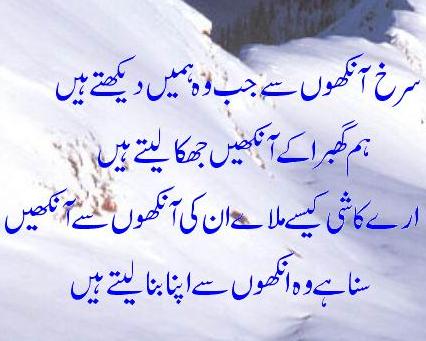 سرخ آنکھوں سے جب وہ ہمیں دیکھتے ہیں
ہم گھبرا کے آنکھیں جھکا لیتے ہیں
ارے کاشی کیسے ملاے ان کی آنکھوں سے آنکھیں
سنا ہے وہ انکھوں سے اپنا بنا لیتے ہیں